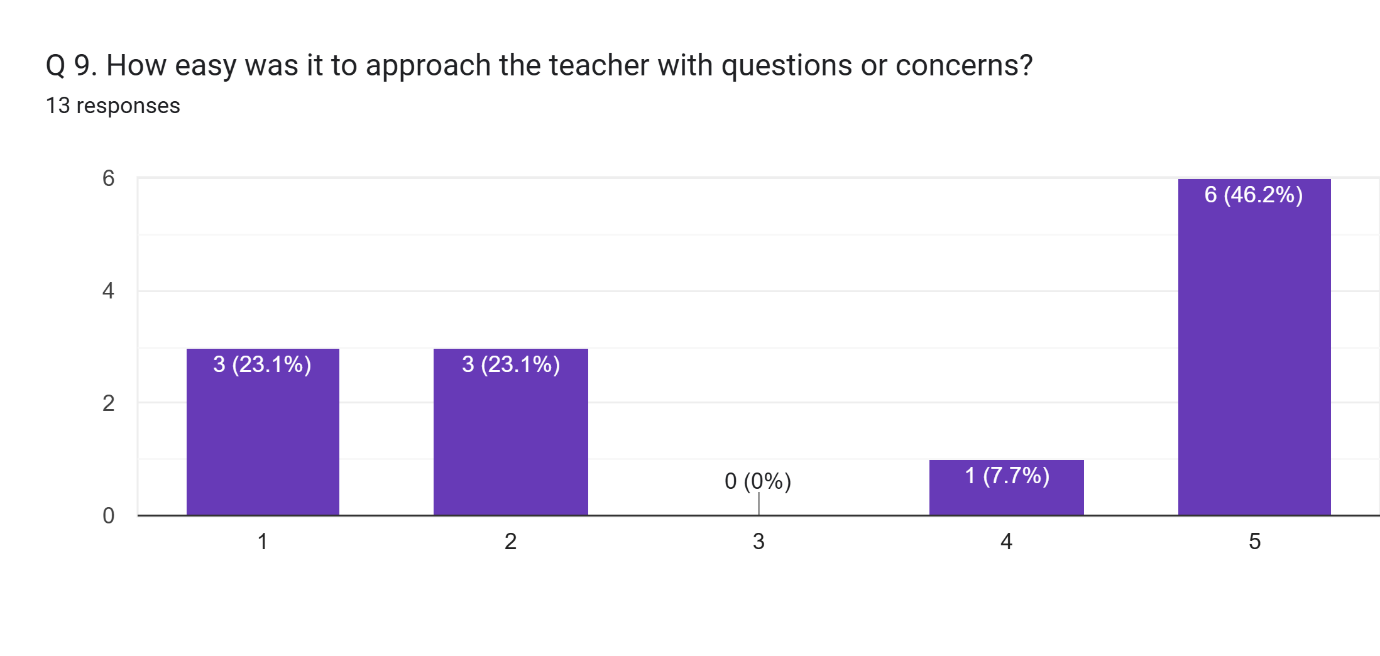 Q 9. How easy was it to approach the teacher with questions or concerns?
13 responses
6
6 (46.2%)
4
3 (23.1%) 3 (23.1%)
2
0 (0%) 1 (7.7%)
0
1 2 3 4 5